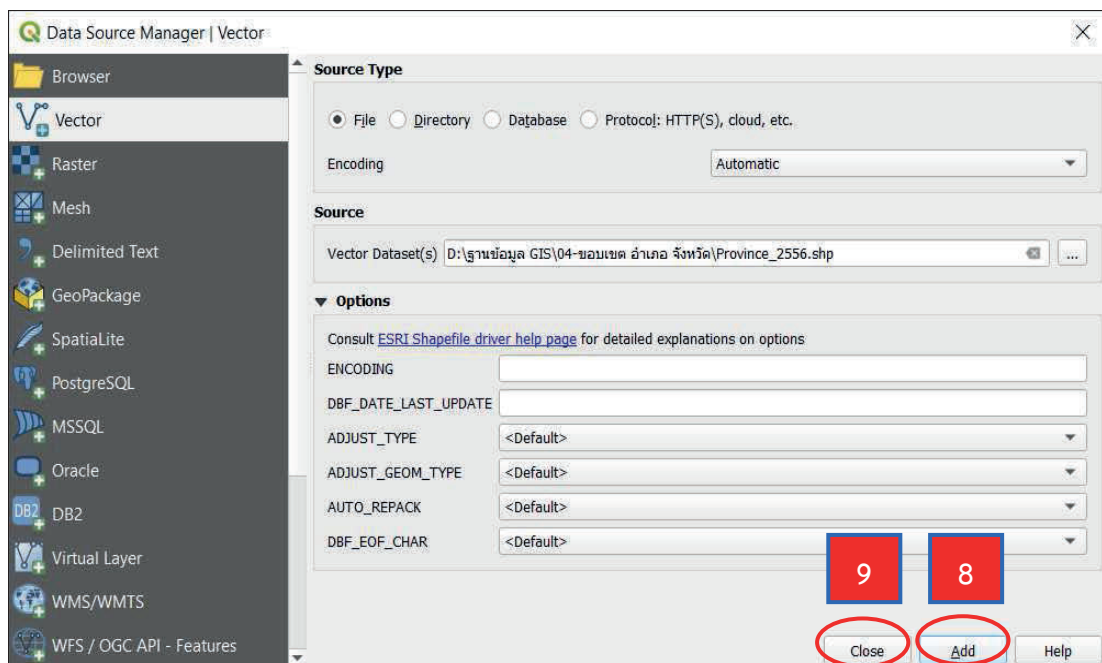 Data Source Manager | Vector
Browser
Vector
Raster
Mesh
Delimited Text
GeoPackage
SpatiaLite
PostgreSQL
MSSQL
Oracle
DB2 DB2
Virtual Layer
WMS/WMTS
WFS / OGC API - Features
Source Type
File Directory Database Protocol: HTTP(S), cloud, etc.
Encoding Automatic
Source
Vector Dataset(s) D:\ฐานข้อมูล GIS\04-ขอบเขต อำเภอ จังหวัด\Province_2556.shp ...
Options
Consult ESRI Shapefile driver help page for detailed explanations on options
ENCODING
DBF_DATE_LAST_UPDATE
ADJUST_TYPE <Default>
ADJUST_GEOM_TYPE <Default>
AUTO_REPACK <Default>
DBF_EOF_CHAR <Default>
9 8
Close Add Help